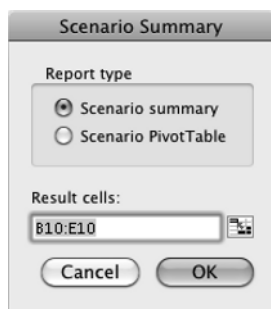 Scenario Summary
Report type
Scenario summary
Scenario PivotTable
Result cells:
B10:E10
Cancel OK